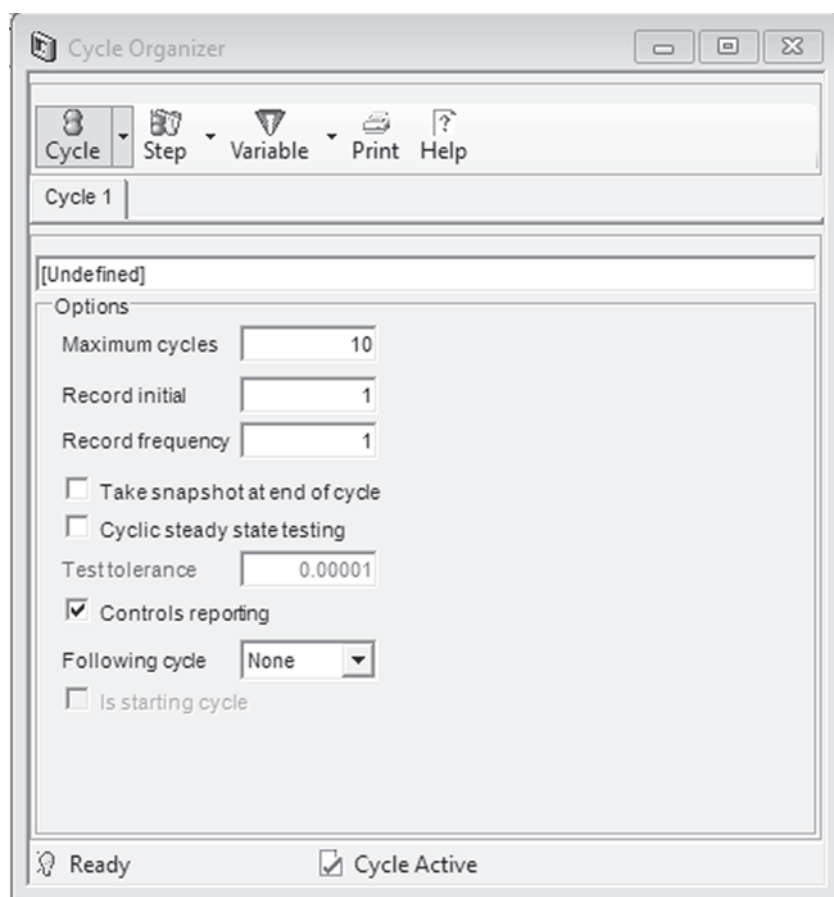 Cycle Organizer
Cycle Step Variable Print Help
Cycle 1
[Undefined]
Options
Maximum cycles 10
Record initial 1
Record frequency 1
Take snapshot at end of cycle
Cyclic steady state testing
Test tolerance 0.00001
Controls reporting
Following cycle None
Is starting cycle
Ready Cycle Active